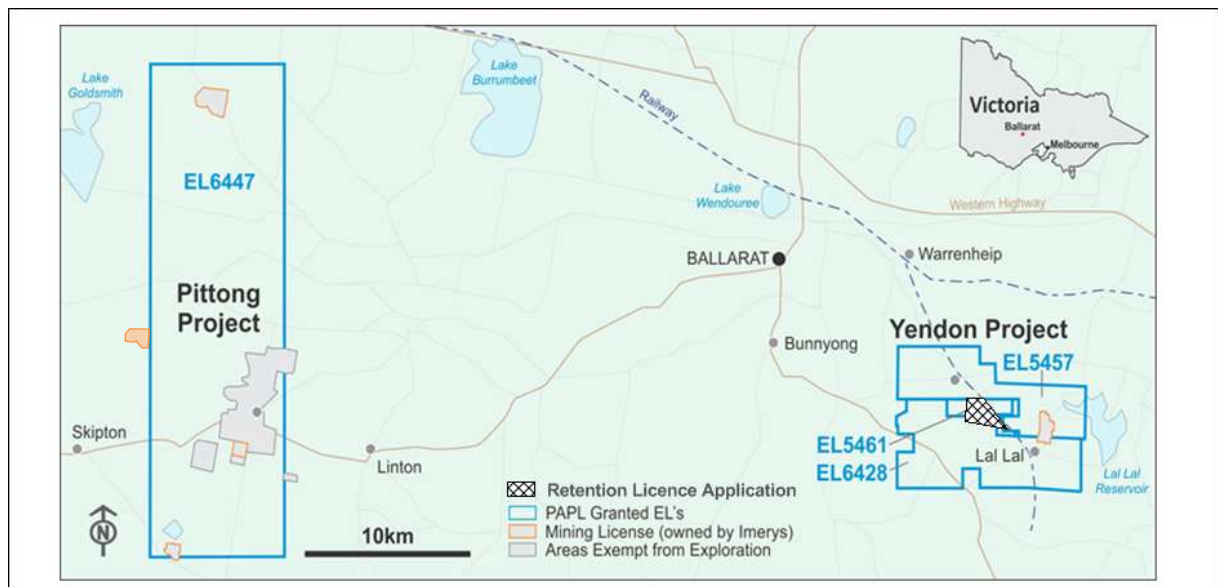 Lake
Goldsmith
Lake
Burrumbeet
Railway
Victoria
Ballarat
Melbourne
EL6447
Lake
Wendouree
Western Highway
BALLARAT
Warrenheip
Pittong
Project
Bunnyong
Yendon Project
EL5457
Skipton
Linton
EL5461
EL6428
Lal Lal
Lal Lal
Reservoir
N
10km
Retention Licence Application
PAPL Granted EL's
Mining License (owned by Imerys)
Areas Exempt from Exploration